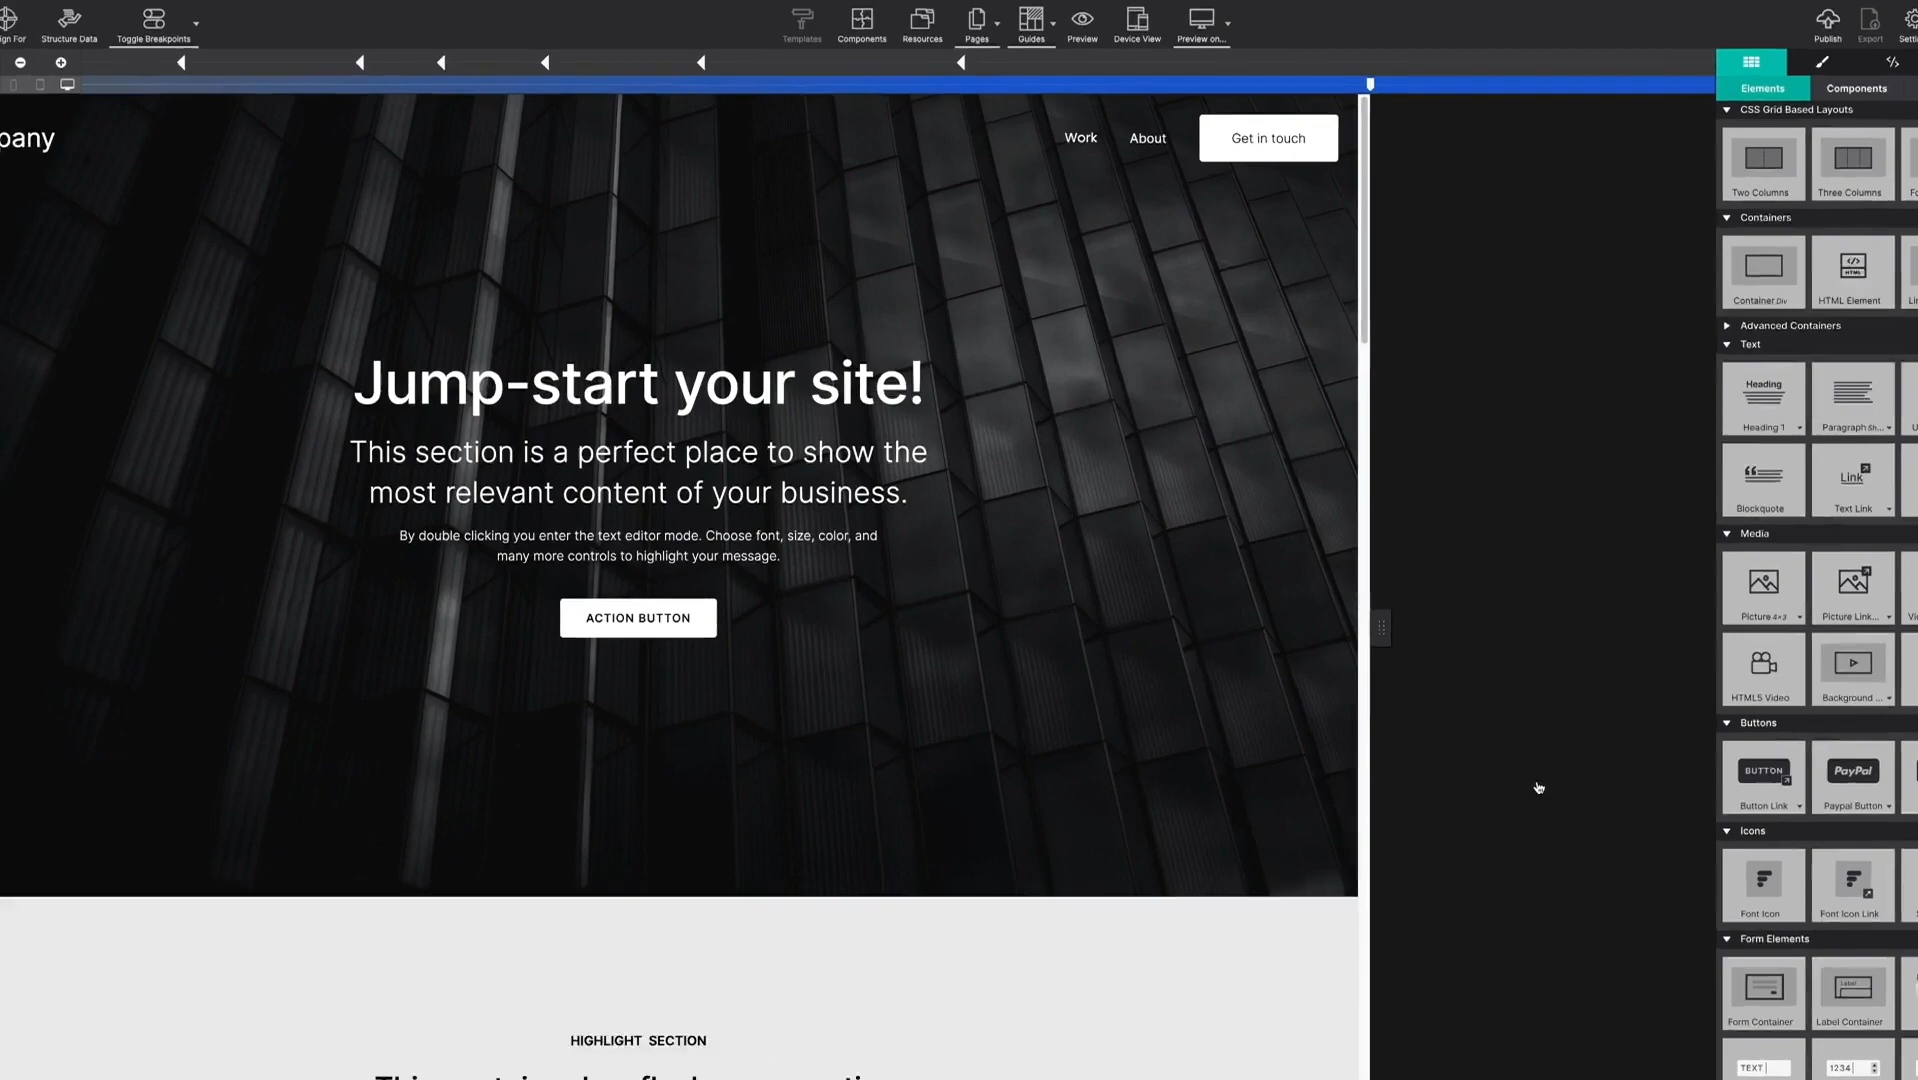 Structure Data
Toggle Breakpoints
Templates
Components
Resources
Pages
Guides
Preview
Device View
Preview on...
Publish
Export
Elements
Components
CSS Grid Based Layouts
Two Columns
Three Columns
Containers
Container Div
HTML
HTML Element
Advanced Containers
Text
Heading
Heading 1
Paragraph Sh...
Blockquote
Link
Text Link
Media
Picture 4x3
Picture Link...
HTML5 Video
Background ...
Buttons
BUTTON
Button Link
PayPal
Paypal Button
Icons
Font Icon
Font Icon Link
Form Elements
Form Container
Label
Label Container
TEXT
1234
pany
Work
About
Get in touch
Jump-start your site!
This section is a perfect place to show the
most relevant content of your business.
By double clicking you enter the text editor mode. Choose font, size, color, and
many more controls to highlight your message.
ACTION BUTTON
HIGHLIGHT SECTION